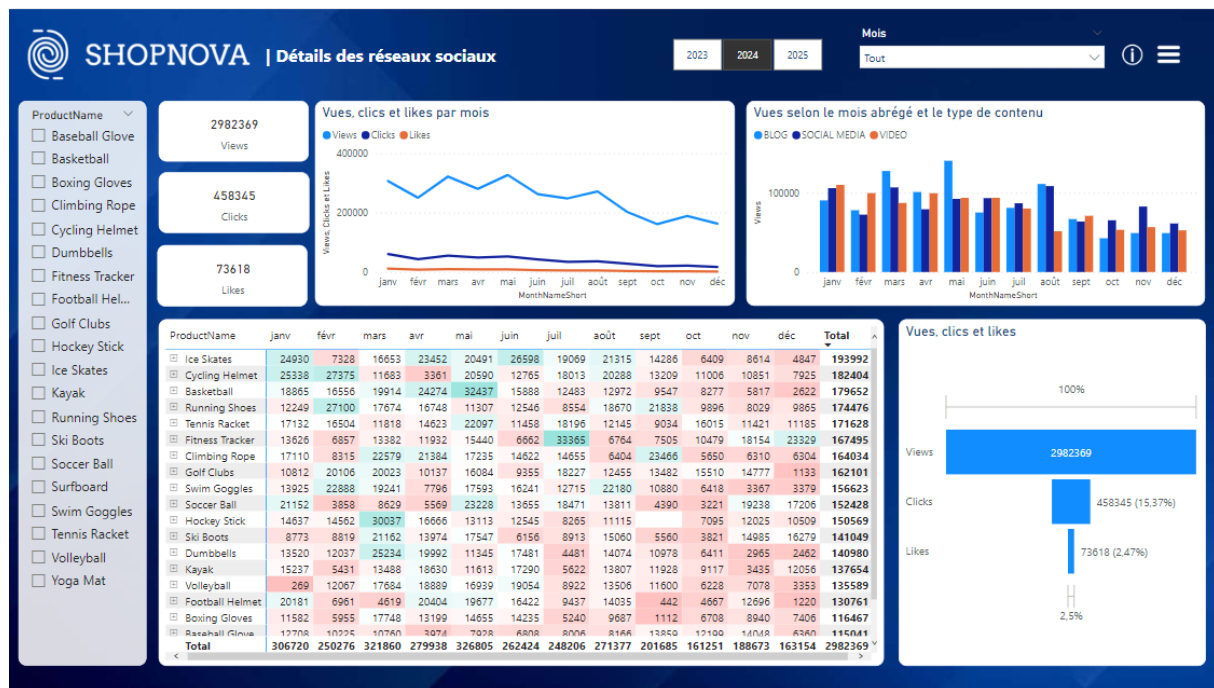 SHOPNOVA | Détails des réseaux sociaux
2023 2024 2025
Mois
Tout
ProductName
Baseball Glove
Basketball
Boxing Gloves
Climbing Rope
Cycling Helmet
Dumbbells
Fitness Tracker
Football Hel...
Golf Clubs
Hockey Stick
Ice Skates
Kayak
Running Shoes
Ski Boots
Soccer Ball
Surfboard
Swim Goggles
Tennis Racket
Volleyball
Yoga Mat
2982369
Views
458345
Clicks
73618
Likes
Vues, clics et likes par mois
Views Clicks Likes
Views, Clicks et Likes
400000
200000
0
janv févr mars avr mai juin juil août sept oct nov déc
MonthNameShort
Vues selon le mois abrégé et le type de contenu
BLOG SOCIAL MEDIA VIDEO
Views
100000
0
janv févr mars avr mai juin juil août sept oct nov déc
MonthNameShort
ProductName janv févr mars avr mai juin juil août sept oct nov déc Total
Ice Skates 24930 7328 16653 23452 20491 26598 19069 21315 14286 6409 8614 4847 193992
Cycling Helmet 25338 27375 11683 3361 20590 12765 18013 20288 13209 11006 10851 7925 182404
Basketball 18865 16556 19914 24274 32437 15888 12483 12972 9547 8277 5817 2622 179652
Running Shoes 12249 27100 17674 16748 11307 12546 8554 18670 21838 9896 8029 9865 174476
Tennis Racket 17132 16504 11818 14623 22097 11458 18196 12145 9034 16015 11421 11185 171628
Fitness Tracker 13626 6857 13382 11932 15440 6662 33365 6764 7505 10479 18154 23329 167495
Climbing Rope 17110 8315 22579 21384 17235 14622 14655 6404 23466 5650 6310 6304 164034
Golf Clubs 10812 20106 20023 10137 16084 9355 18227 12455 13482 15510 14777 1133 162101
Swim Goggles 13925 22888 19241 7796 17593 16241 12715 22180 10880 6418 3367 3379 156623
Soccer Ball 21152 3858 8629 5569 23228 13655 18471 13811 4390 3221 19238 17206 152428
Hockey Stick 14637 14562 30037 16666 13113 12545 8265 11115 7095 12025 10509 150569
Ski Boots 8773 8819 21162 13974 17547 6156 8913 15060 5560 3821 14985 16279 141049
Dumbbells 13520 12037 25234 19992 11345 17481 4481 14074 10978 6411 2965 2462 140980
Kayak 15237 5431 13488 18630 11613 17290 5622 13807 11928 9117 3435 12056 137654
Volleyball 269 12067 17684 18889 16939 19054 8922 13506 11600 6228 7078 3353 135589
Football Helmet 20181 6961 4619 20404 19677 16422 9437 14035 442 4667 12696 1220 130761
Boxing Gloves 11582 5955 17748 13199 14655 14235 5240 9687 1112 6708 8940 7406 116467
Baseball Glove 12708 10225 10760 3974 7928 6808 8006 8166 13859 12199 14048 6360 115041
Total 306720 250276 321860 279938 326805 262424 248206 271377 201685 161251 188673 163154 2982369
Vues, clics et likes
100%
Views 2982369
Clicks 458345 (15,37%)
Likes 73618 (2,47%)
2,5%